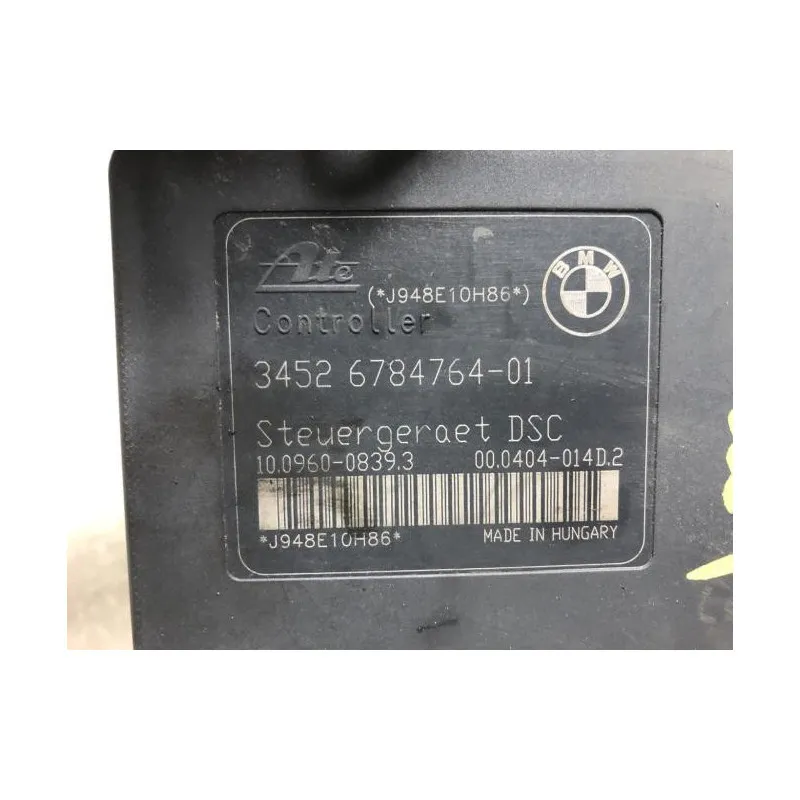 Ate
(*J948E10H86*)
BMW
Controller
3452 6784764-01
Steuergeraet DSC
10.0960-0839.3 00.0404-014D.2
*J948E10H86*
MADE IN HUNGARY